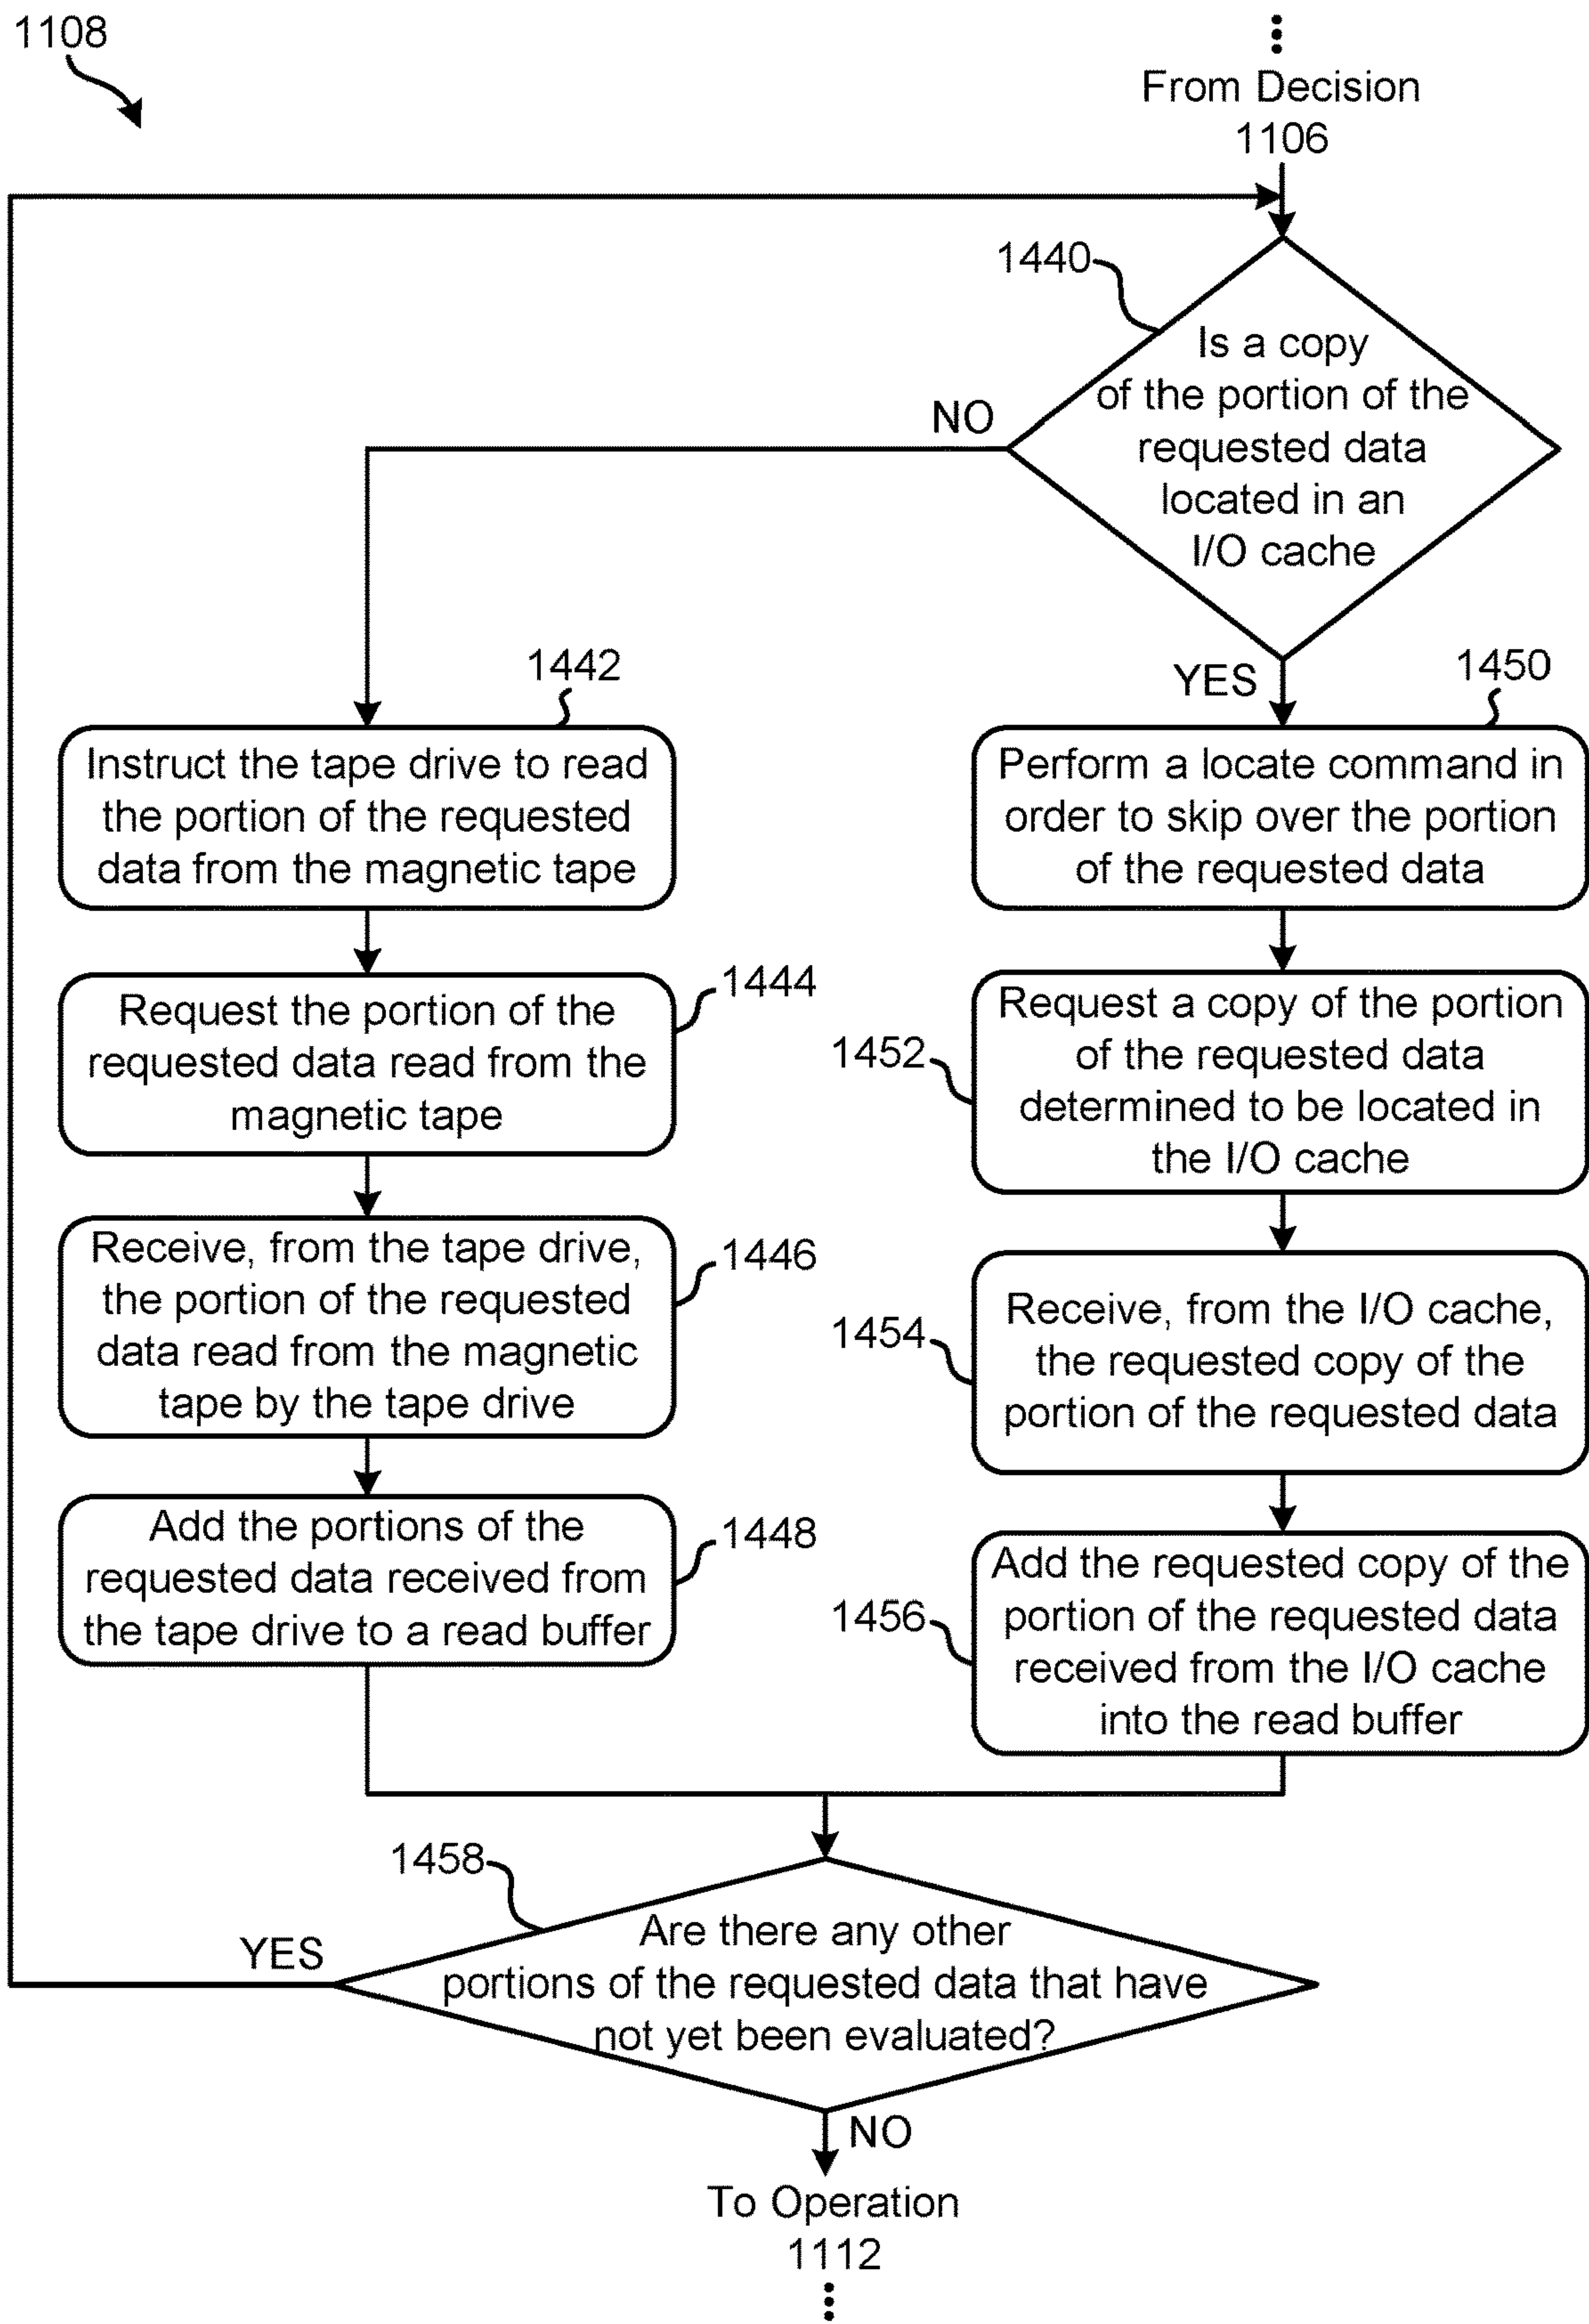 1108
From Decision
1106
1440
Is a copy
of the portion of the
requested data
located in an
I/O cache
NO
YES
1442
Instruct the tape drive to read
the portion of the requested
data from the magnetic tape
1444
Request the portion of the
requested data read from the
magnetic tape
1446
Receive, from the tape drive,
the portion of the requested
data read from the magnetic
tape by the tape drive
1448
Add the portions of the
requested data received from
the tape drive to a read buffer
1450
Perform a locate command in
order to skip over the portion
of the requested data
1452
Request a copy of the portion
of the requested data
determined to be located in
the I/O cache
1454
Receive, from the I/O cache,
the requested copy of the
portion of the requested data
1456
Add the requested copy of the
portion of the requested data
received from the I/O cache
into the read buffer
1458
Are there any other
portions of the requested data that have
not yet been evaluated?
YES
NO
To Operation
1112